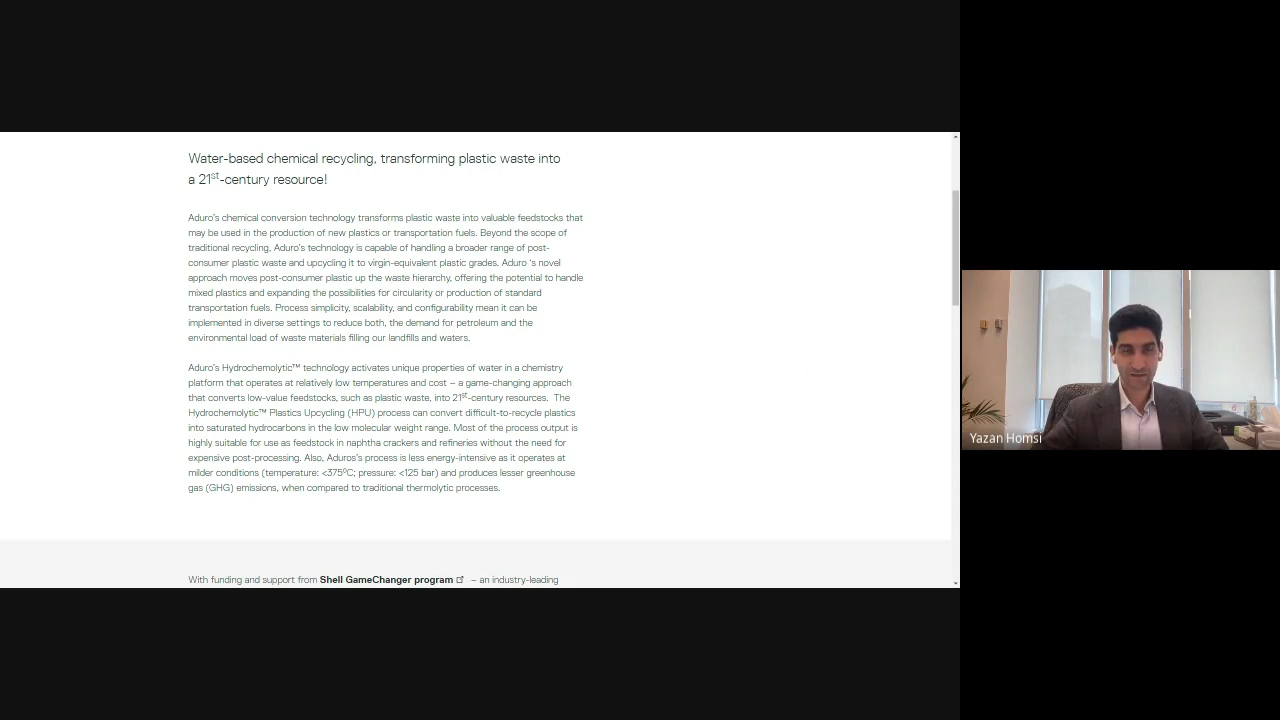 Water-based chemical recycling, transforming plastic waste into
a 21st-century resource!
Aduro's chemical conversion technology transforms plastic waste into valuable feedstocks that
may be used in the production of new plastics or transportation fuels. Beyond the scope of
traditional recycling, Aduro's technology is capable of handling a broader range of post-
consumer plastic waste and upcycling it to virgin-equivalent plastic grades. Aduro 's novel
approach moves post-consumer plastic up the waste hierarchy, offering the potential to handle
mixed plastics and expanding the possibilities for circularity or production of standard
transportation fuels. Process simplicity, scalability, and configurability mean it can be
implemented in diverse settings to reduce both, the demand for petroleum and the
environmental load of waste materials filling our landfills and waters.
Aduro's Hydrochemolytic™ technology activates unique properties of water in a chemistry
platform that operates at relatively low temperatures and cost – a game-changing approach
that converts low-value feedstocks, such as plastic waste, into 21st-century resources. The
Hydrochemolytic™ Plastics Upcycling (HPU) process can convert difficult-to-recycle plastics
into saturated hydrocarbons in the low molecular weight range. Most of the process output is
highly suitable for use as feedstock in naphtha crackers and refineries without the need for
expensive post-processing. Also, Aduros's process is less energy-intensive as it operates at
milder conditions (temperature: <375⁰C; pressure: <125 bar) and produces lesser greenhouse
gas (GHG) emissions, when compared to traditional thermolytic processes.
With funding and support from Shell GameChanger program – an industry-leading
Yazan Homsi